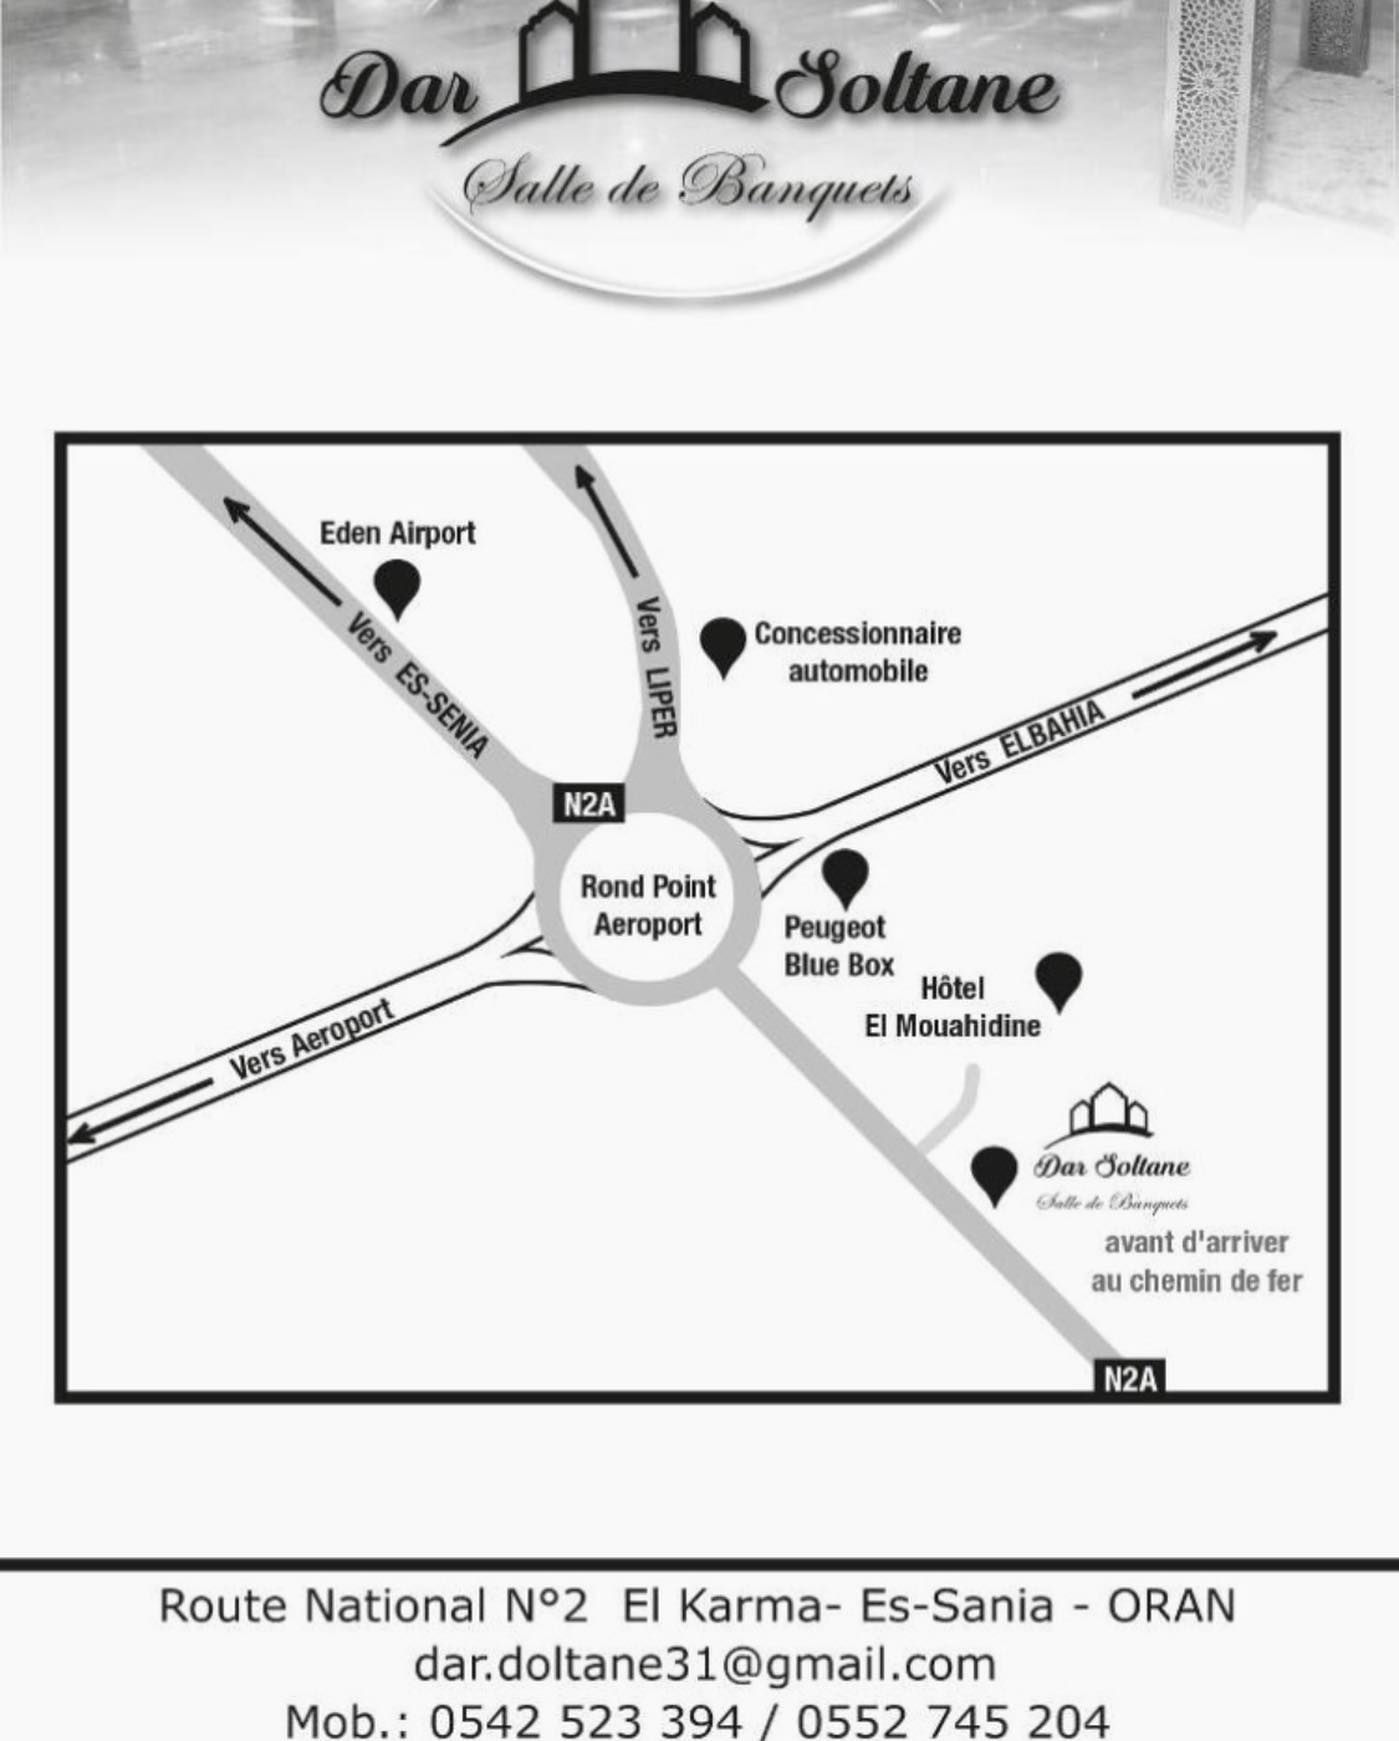 Dar Soltane
Salle de Banquets
Eden Airport
Vers ES-SENIA
Vers LIPER
Concessionnaire
automobile
Vers ELBAHIA
N2A
Rond Point
Aeroport
Peugeot
Blue Box
Hôtel
El Mouahidine
Vers Aeroport
Dar Soltane
Salle de Banquets
avant d'arriver
au chemin de fer
N2A
Route National N°2 El Karma- Es-Sania - ORAN
dar.doltane31@gmail.com
Mob.: 0542 523 394 / 0552 745 204